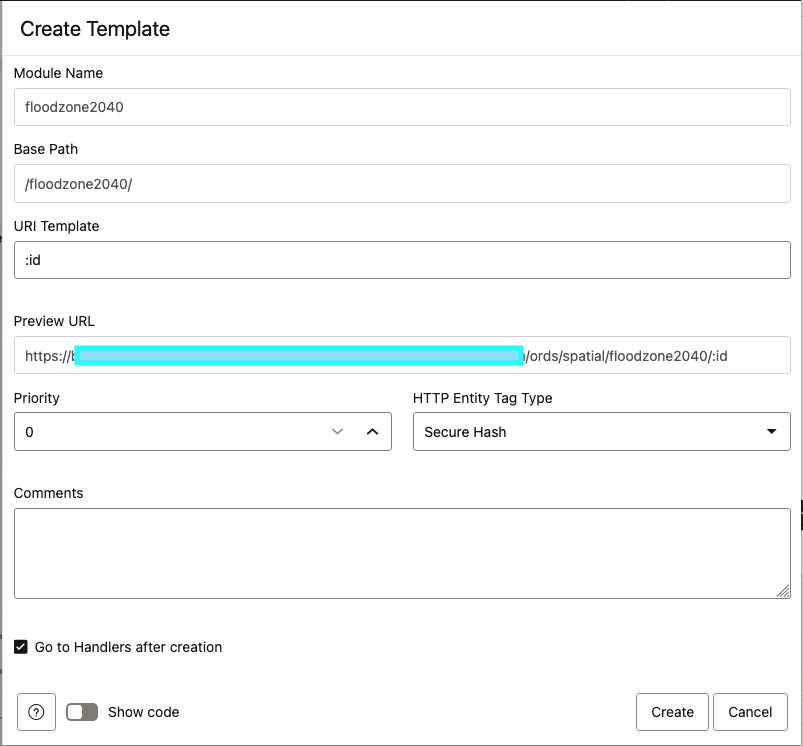 Create Template
Module Name
floodzone2040
Base Path
/floodzone2040/
URI Template
:id
Preview URL
https:// /ords/spatial/floodzone2040/:id
Priority
HTTP Entity Tag Type
0
Secure Hash
Comments
Go to Handlers after creation
? Show code
Create
Cancel